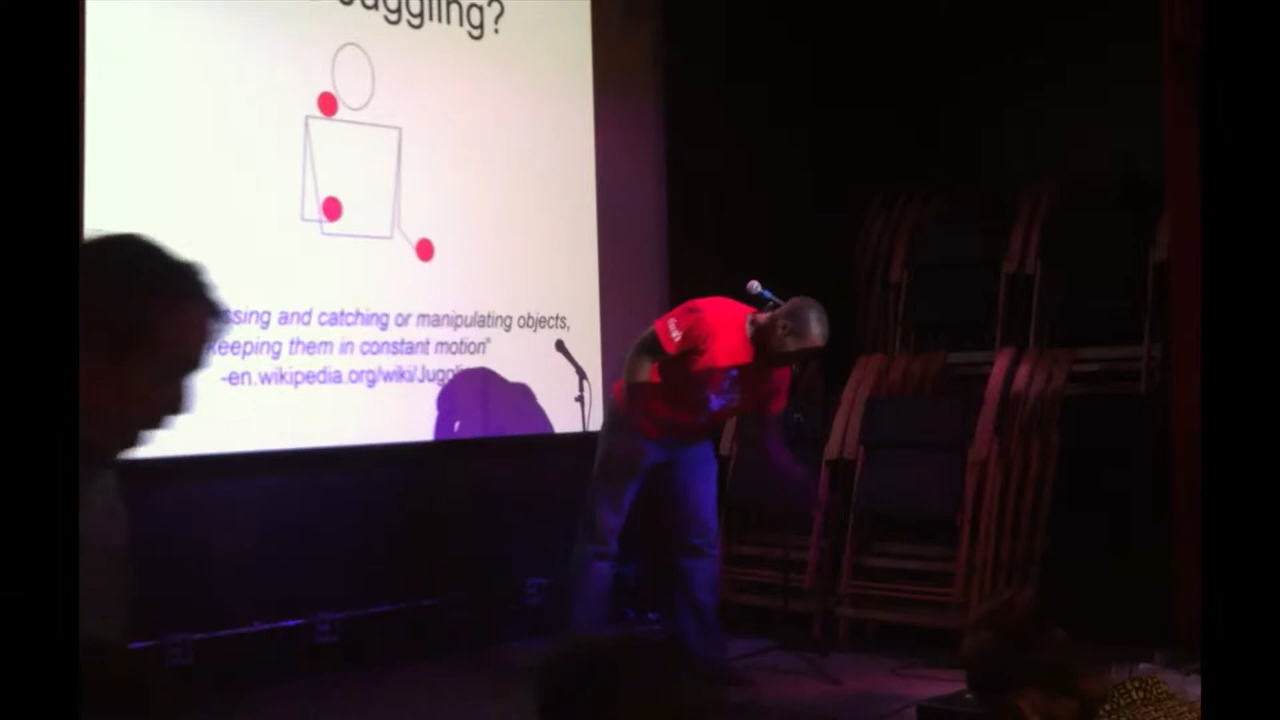 Juggling?
ssing and catching or manipulating objects,
keeping them in constant motion"
-en.wikipedia.org/wiki/Juggli